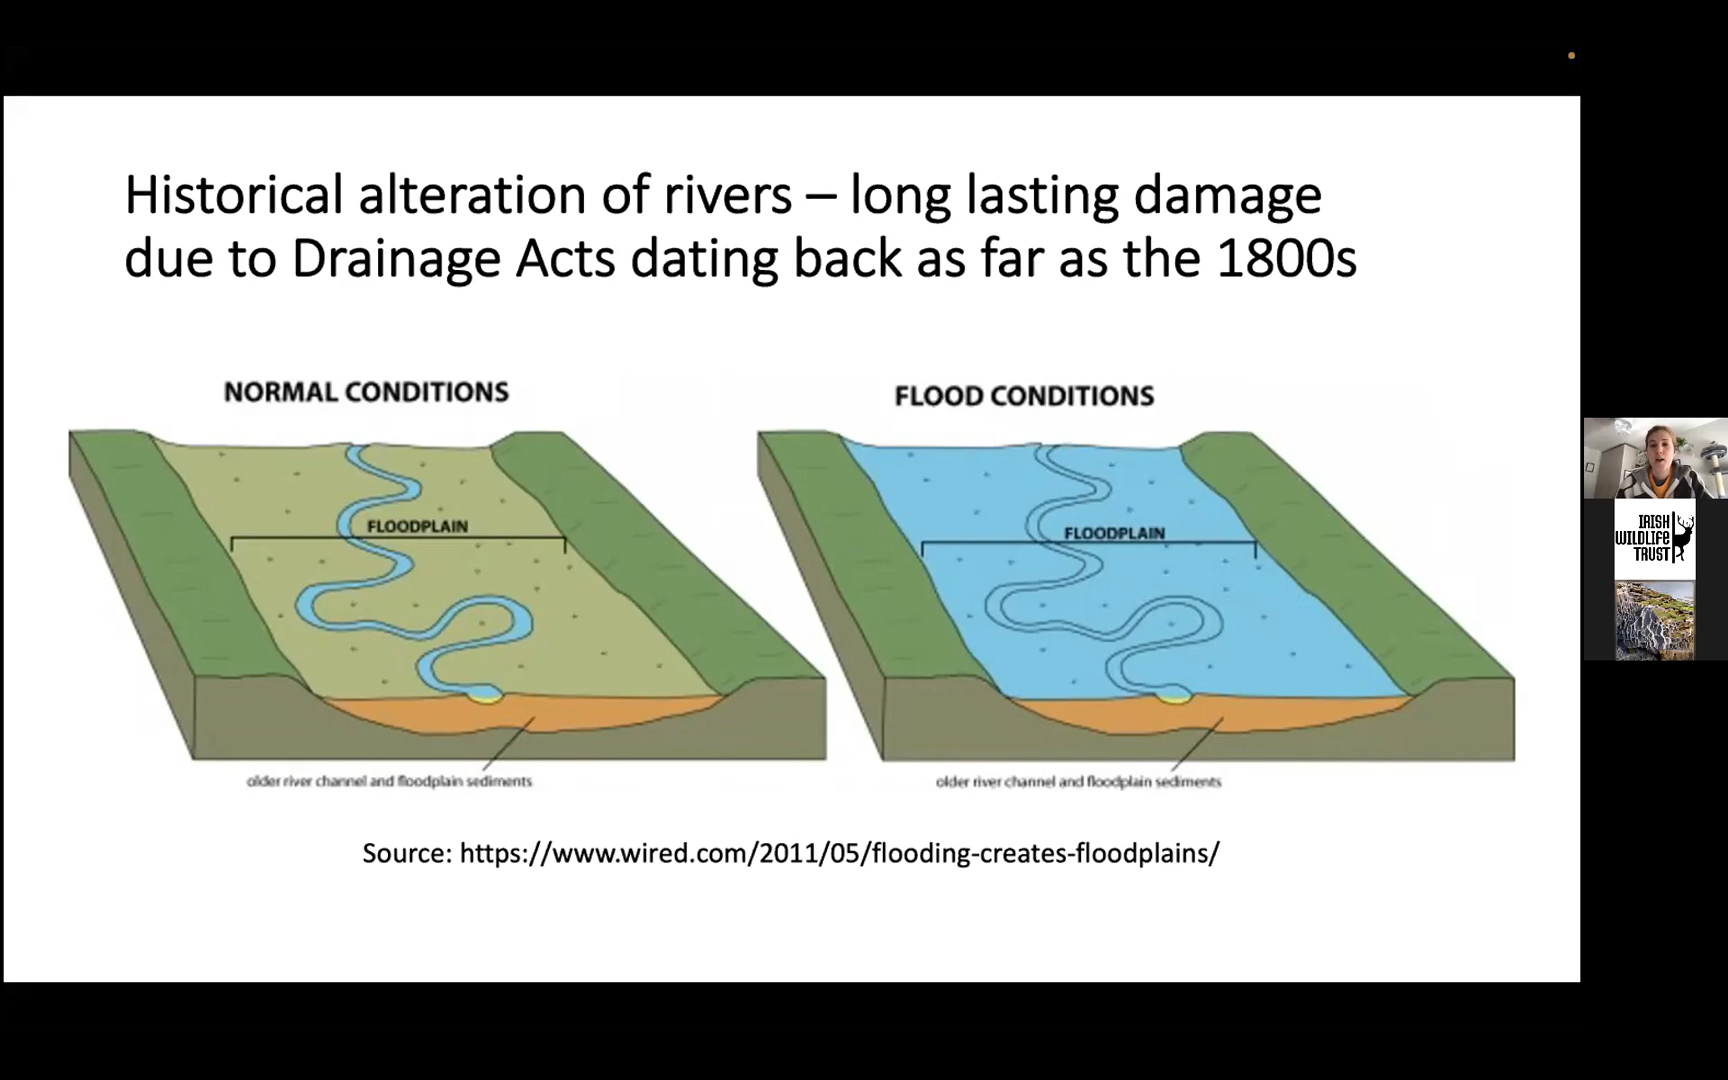 Historical alteration of rivers – long lasting damage
due to Drainage Acts dating back as far as the 1800s
NORMAL CONDITIONS
FLOODPLAIN
older river channel and floodplain sediments
FLOOD CONDITIONS
FLOODPLAIN
older river channel and floodplain sediments
Source: https://www.wired.com/2011/05/flooding-creates-floodplains/
IRISH
WILDLIFE
TRUST